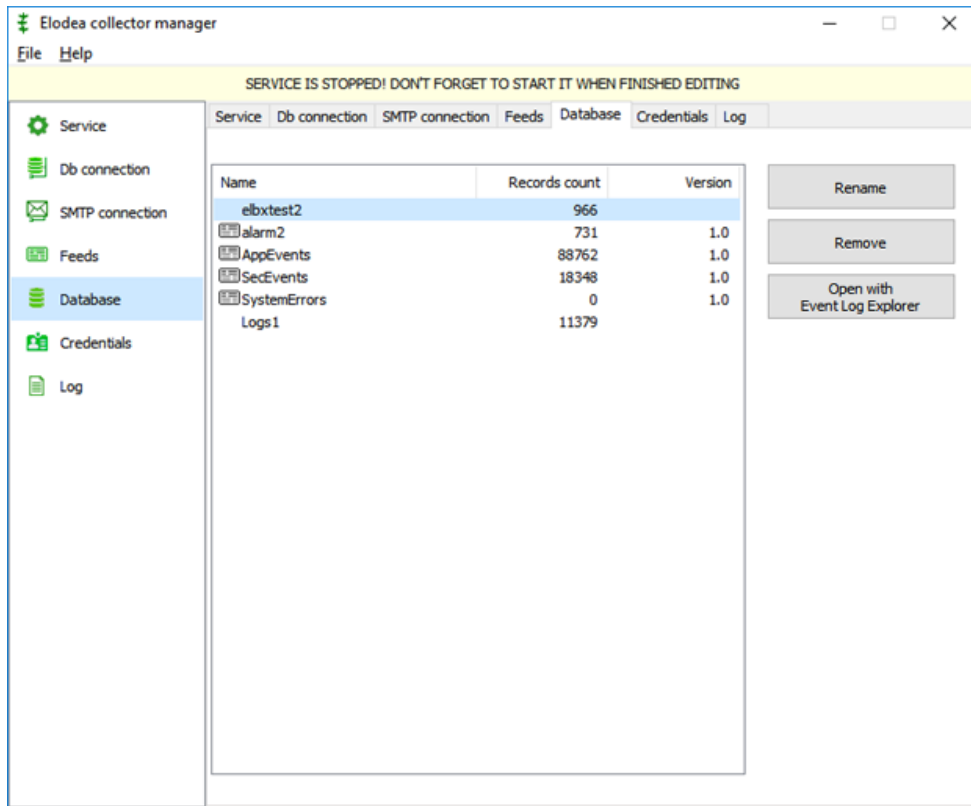 Elodea collector manager
File Help
SERVICE IS STOPPED! DON'T FORGET TO START IT WHEN FINISHED EDITING
Service
Db connection
SMTP connection
Feeds
Database
Credentials
Log
Service Db connection SMTP connection Feeds Database Credentials Log
Name Records count Version
elbxtest2 966
alarm2 731 1.0
AppEvents 88762 1.0
SecEvents 18348 1.0
SystemErrors 0 1.0
Logs1 11379
Rename
Remove
Open with
Event Log Explorer